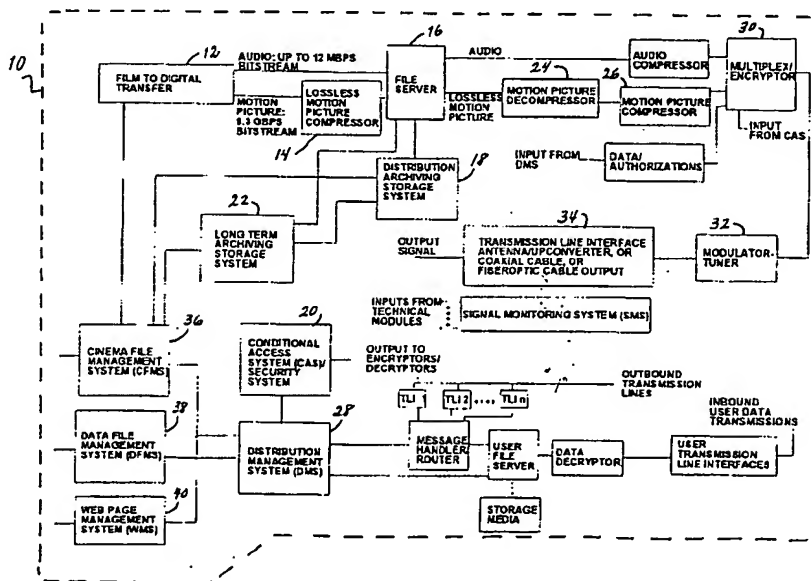 10
12
FILM TO DIGITAL TRANSFER
AUDIO: UP TO 12 MBPS
BITSTREAM
MOTION
PICTURE:
BITSTREAM
LOSSLESS
MOTION
PICTURE
COMPRESSOR
14
16
FILE
SERVER
AUDIO
LOSSLESS
MOTION
PICTURE
24
MOTION PICTURE
DECOMPRESSOR
26
MOTION PICTURE
COMPRESSOR
AUDIO
COMPRESSOR
30
MULTIPLEX/
ENCRYPTOR
INPUT
FROM CAS
INPUT FROM
DMS
DATA/
AUTHORIZATIONS
DISTRIBUTION
ARCHIVING
STORAGE
SYSTEM
18
22
LONG TERM
ARCHIVING
STORAGE
SYSTEM
OUTPUT
SIGNAL
34
TRANSMISSION LINE INTERFACE
ANTENNA/UPCONVERTER, OR
COAXIAL CABLE, OR
FIBEROPTIC CABLE OUTPUT
32
MODULATOR-
TUNER
INPUTS FROM
TECHNICAL
NODULES
SIGNAL MONITORING SYSTEM (SMS)
36
CINEMA FILE
MANAGEMENT
SYSTEM (CFMS)
20
CONDITIONAL
ACCESS
SYSTEM (CAS)/
SECURITY
SYSTEM
OUTPUT TO
ENCRYPTORS/
DECRYPTORS
OUTBOUND
TRANSMISSION
LINES
TLI 1
TLI 2
, ...,
TLI n
INBOUND
USER DATA
TRANSMISSIONS
38
DATA FILE
MANAGEMENT
SYSTEM (DFMS)
28
DISTRIBUTION
MANAGEMENT
SYSTEM (DMS)
MESSAGE
HANDLER/
ROUTER
USER
FILE
SERVER
DATA
DECRYPTOR
USER
TRANSMISSION
LINE INTERFACES
40
WEB PAGE
MANAGEMENT
SYSTEM (WMS)
STORAGE
MEDIA